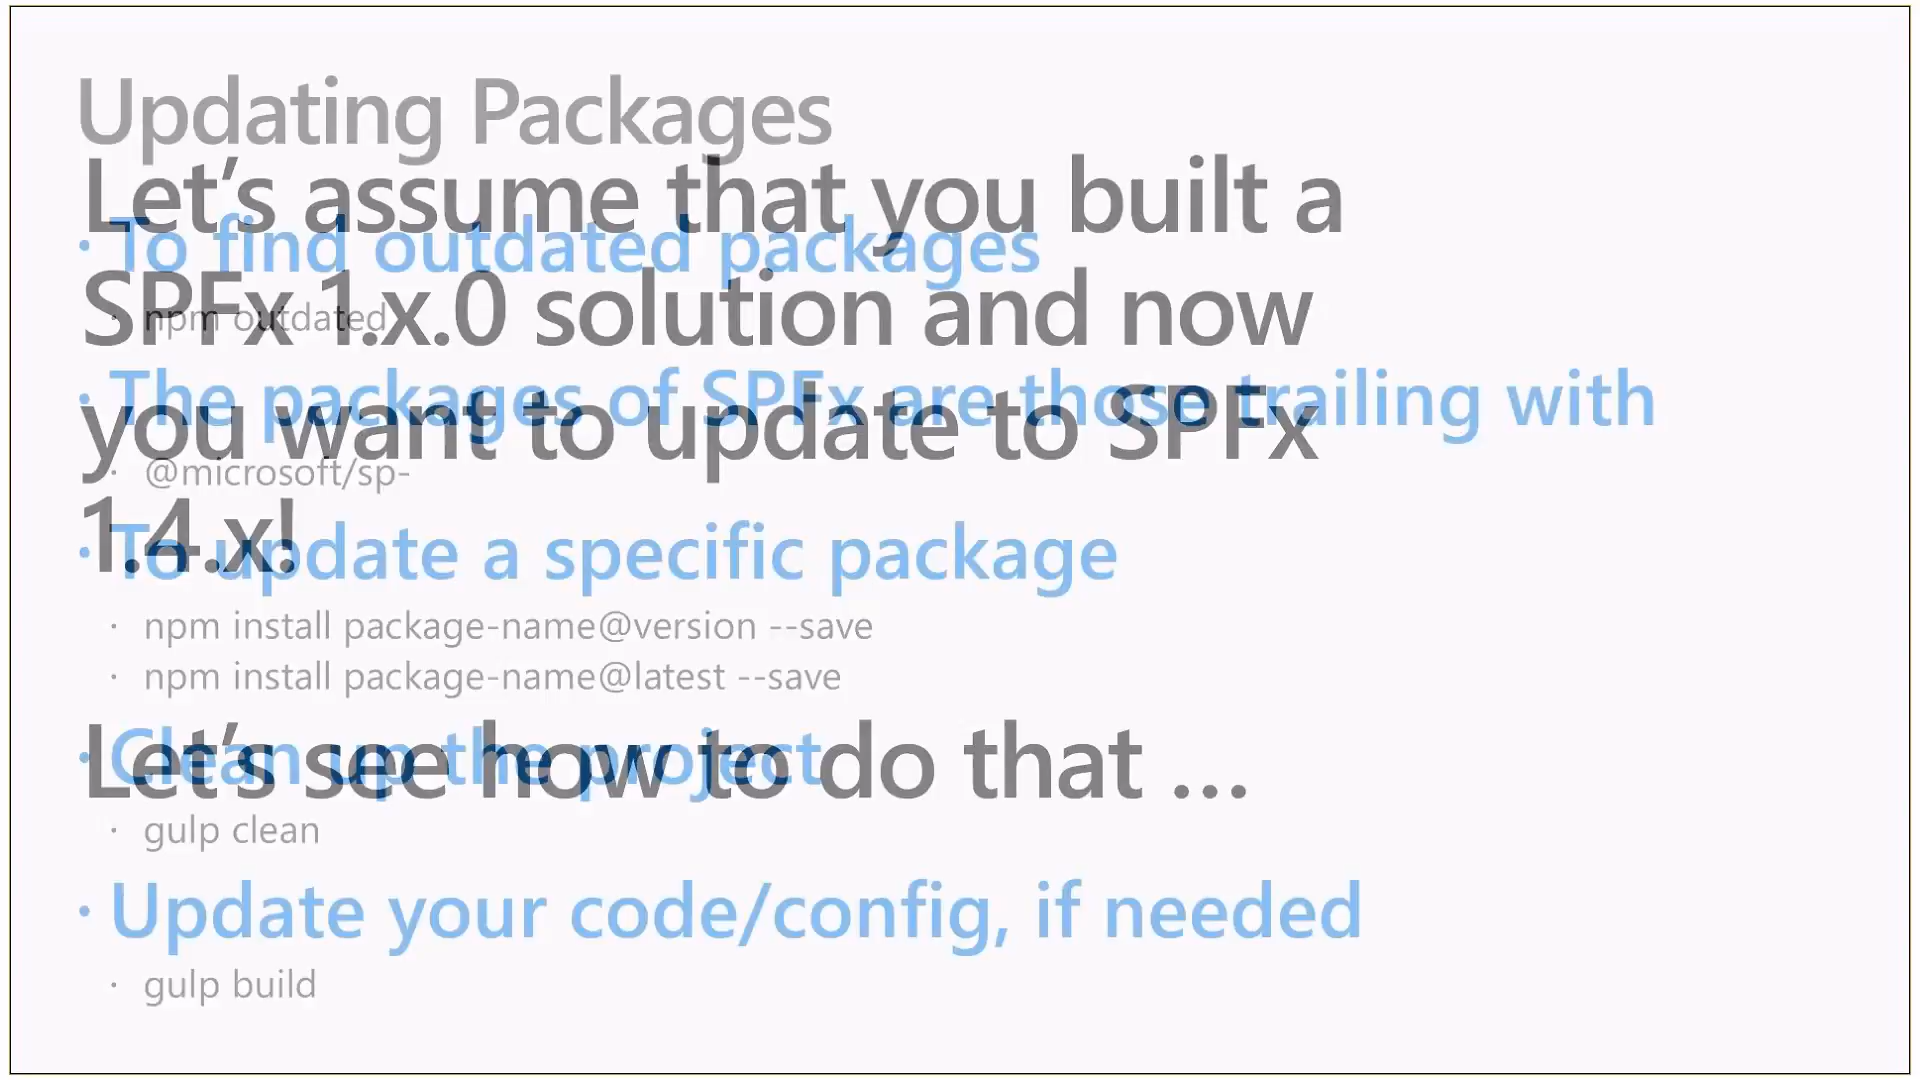 Updating Packages
Let's assume that you built a
· To find outdated packages
SPFx 1.x.0 solution and now
· npm outdated
· The packages of SPFx are those trailing with
you want to update to SPFx
· @microsoft/sp-
1.4.x!
· To update a specific package
· npm install package-name@version --save
· npm install package-name@latest --save
· Clean up the project
Let's see how to do that ...
· gulp clean
· Update your code/config, if needed
· gulp build